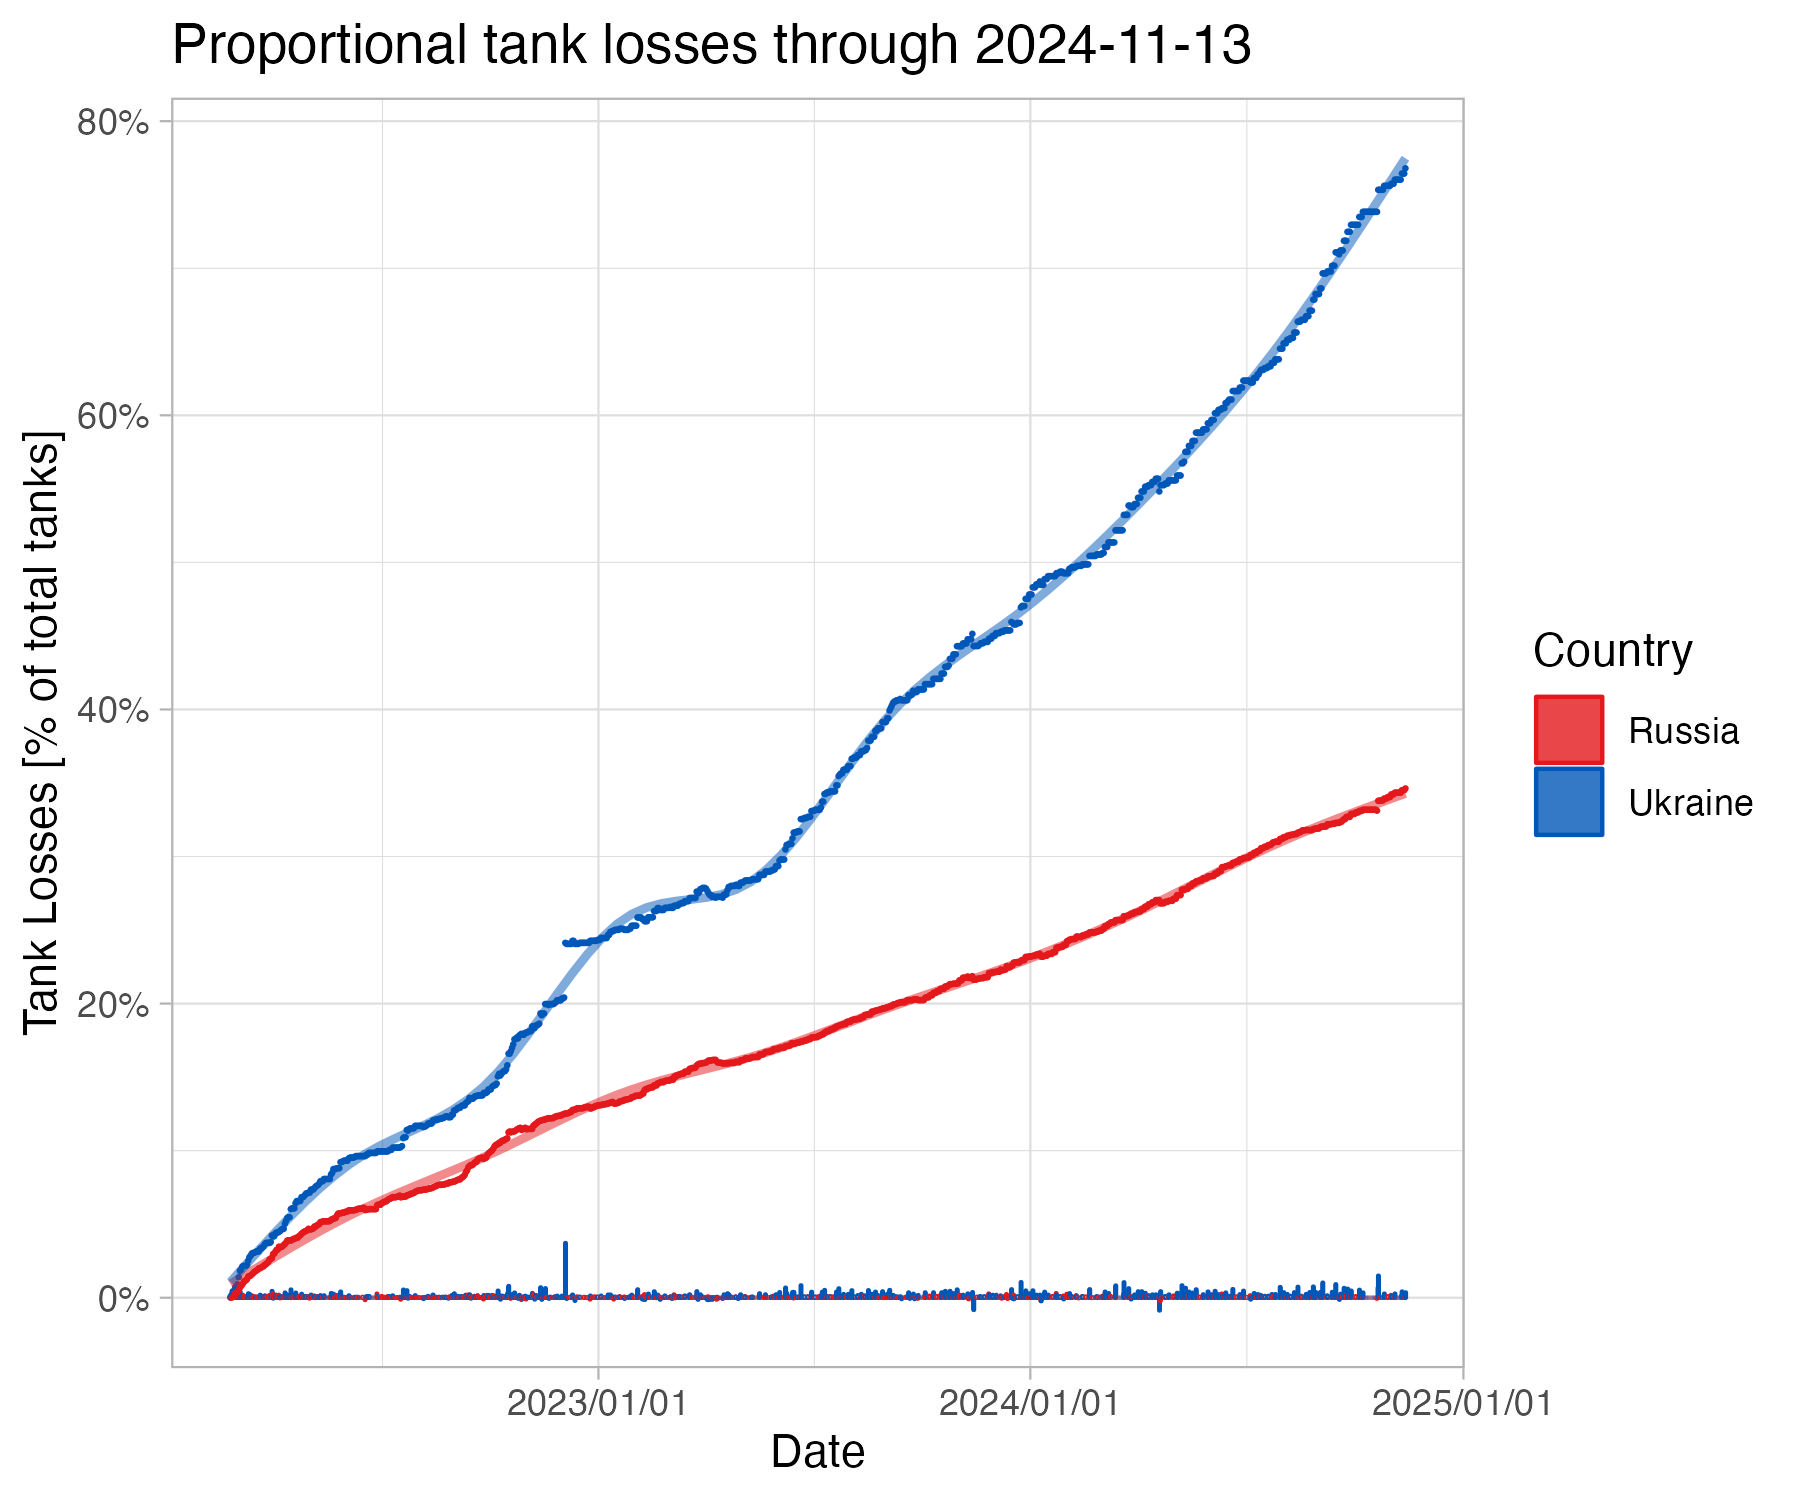 Proportional tank losses through 2024-11-13
Tank Losses [% of total tanks]
80%
60%
40%
20%
0%
2023/01/01
2024/01/01
2025/01/01
Date
Country
Russia
Ukraine